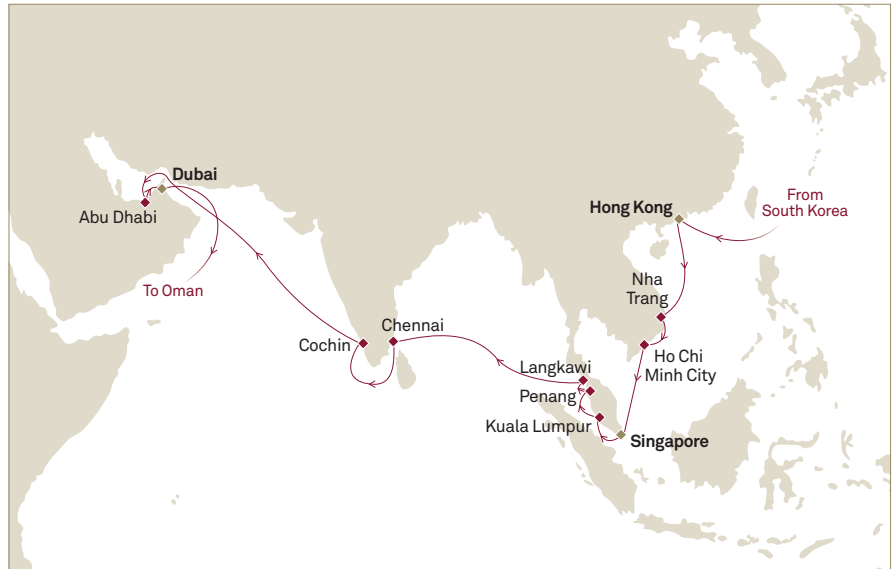 Dubai
Abu Dhabi
To Oman
Hong Kong
From
South Korea
Nha
Trang
Ho Chi
Minh City
Chennai
Cochin
Langkawi
Penang
Kuala Lumpur
Singapore